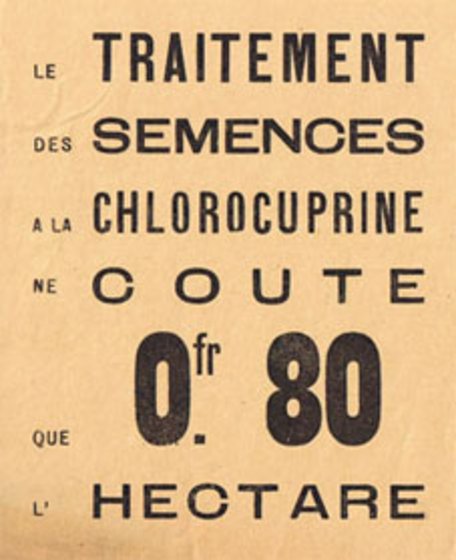 LE TRAITEMENT
DES SEMENCES
A LA CHLOROCUPRINE
NE COUTE
QUE 0.fr 80
L' HECTARE